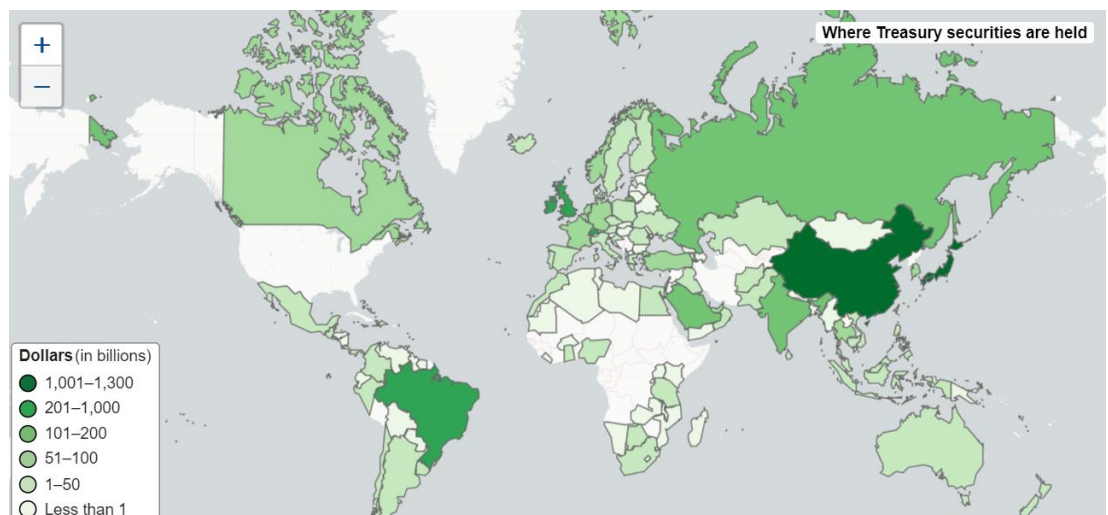 +
−
Where Treasury securities are held
Dollars (in billions)
1,001–1,300
201–1,000
101–200
51–100
1–50
Less than 1